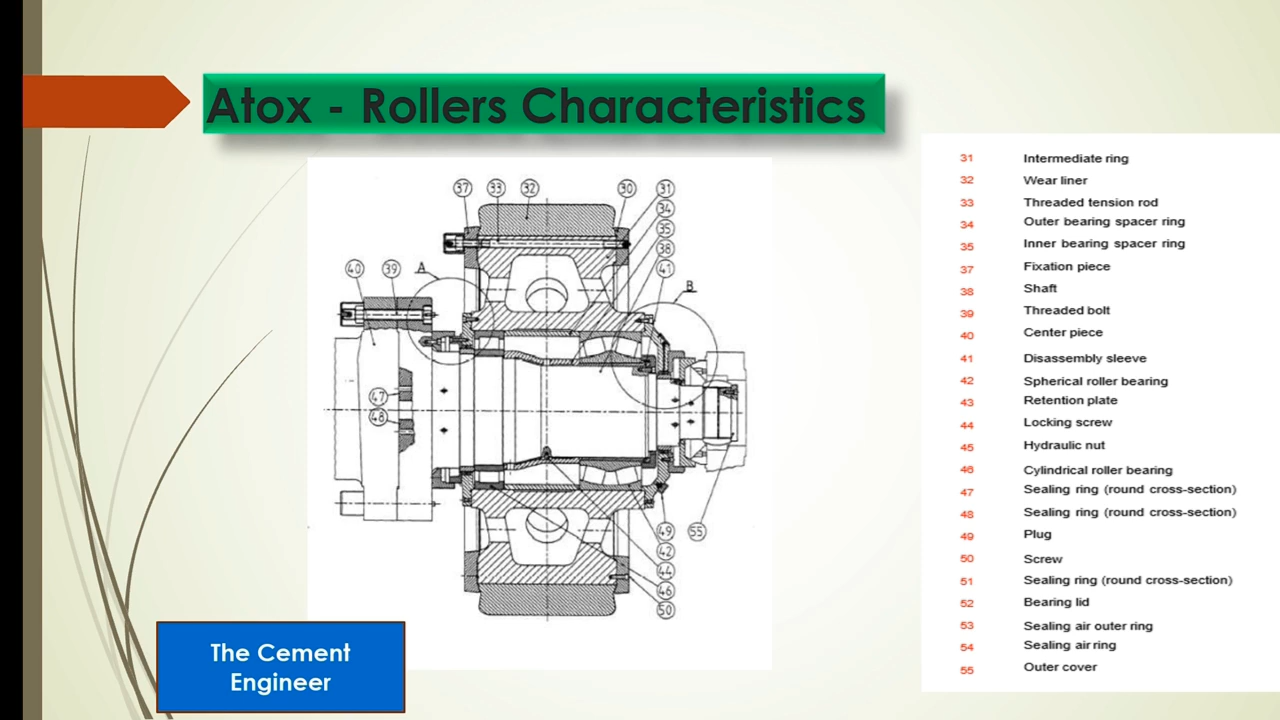 Atox - Rollers Characteristics
37 33 32 30 31
34
35
38
40 39 A 41
B
47
48
49 55
42
44
46
50
31 Intermediate ring
32 Wear liner
33 Threaded tension rod
34 Outer bearing spacer ring
35 Inner bearing spacer ring
37 Fixation piece
38 Shaft
39 Threaded bolt
40 Center piece
41 Disassembly sleeve
42 Spherical roller bearing
43 Retention plate
44 Locking screw
45 Hydraulic nut
46 Cylindrical roller bearing
47 Sealing ring (round cross-section)
48 Sealing ring (round cross-section)
49 Plug
50 Screw
51 Sealing ring (round cross-section)
52 Bearing lid
53 Sealing air outer ring
54 Sealing air ring
55 Outer cover
The Cement
Engineer